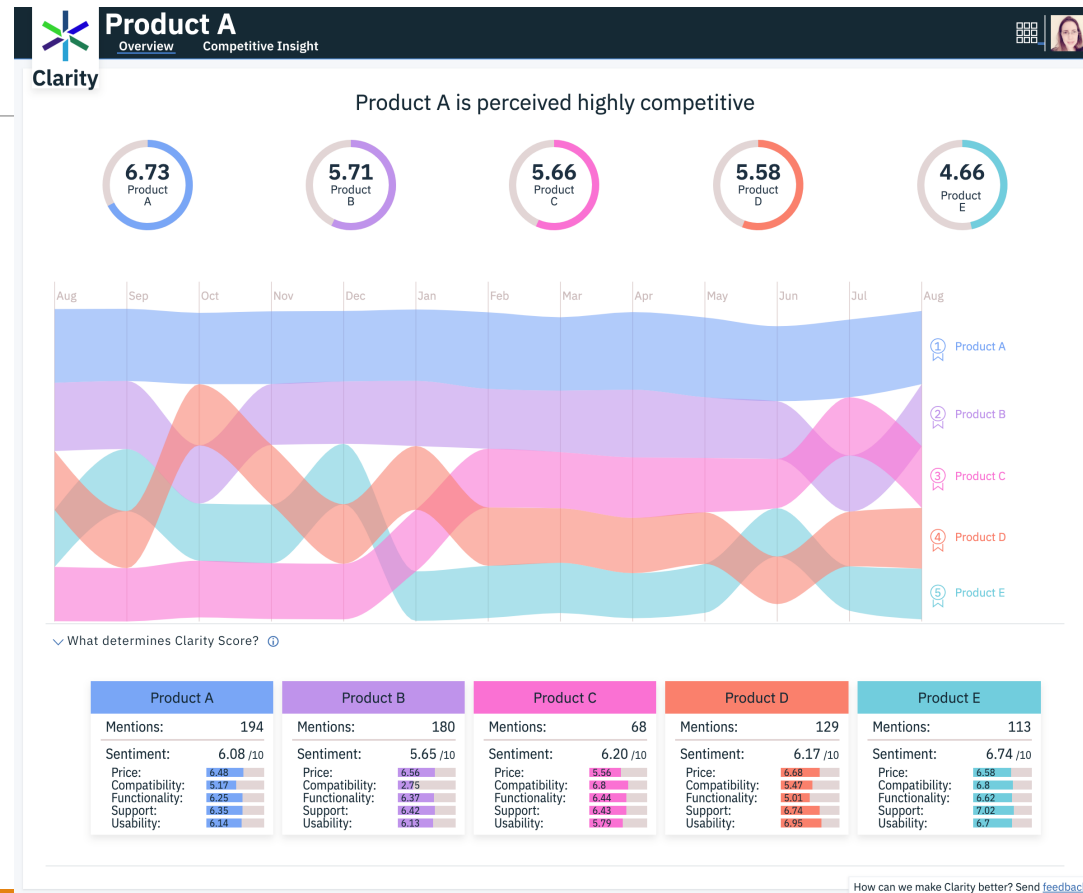 Product A
Overview Competitive Insight
Clarity
Product A is perceived highly competitive
6.73
Product
A
5.71
Product
B
5.66
Product
C
5.58
Product
D
4.66
Product
E
Aug Sep Oct Nov Dec Jan Feb Mar Apr May Jun Jul Aug
1 Product A
2 Product B
3 Product C
4 Product D
5 Product E
What determines Clarity Score?
Product A
Mentions: 194
Sentiment: 6.08 /10
Price: 6.48
Compatibility: 5.17
Functionality: 6.25
Support: 6.35
Usability: 6.14
Product B
Mentions: 180
Sentiment: 5.65 /10
Price: 6.56
Compatibility: 2.75
Functionality: 6.37
Support: 6.42
Usability: 6.13
Product C
Mentions: 68
Sentiment: 6.20 /10
Price: 5.56
Compatibility: 6.8
Functionality: 6.44
Support: 6.43
Usability: 5.79
Product D
Mentions: 129
Sentiment: 6.17 /10
Price: 6.68
Compatibility: 5.47
Functionality: 5.01
Support: 6.74
Usability: 6.95
Product E
Mentions: 113
Sentiment: 6.74 /10
Price: 6.58
Compatibility: 6.8
Functionality: 6.62
Support: 7.02
Usability: 6.7
How can we make Clarity better? Send feedbac